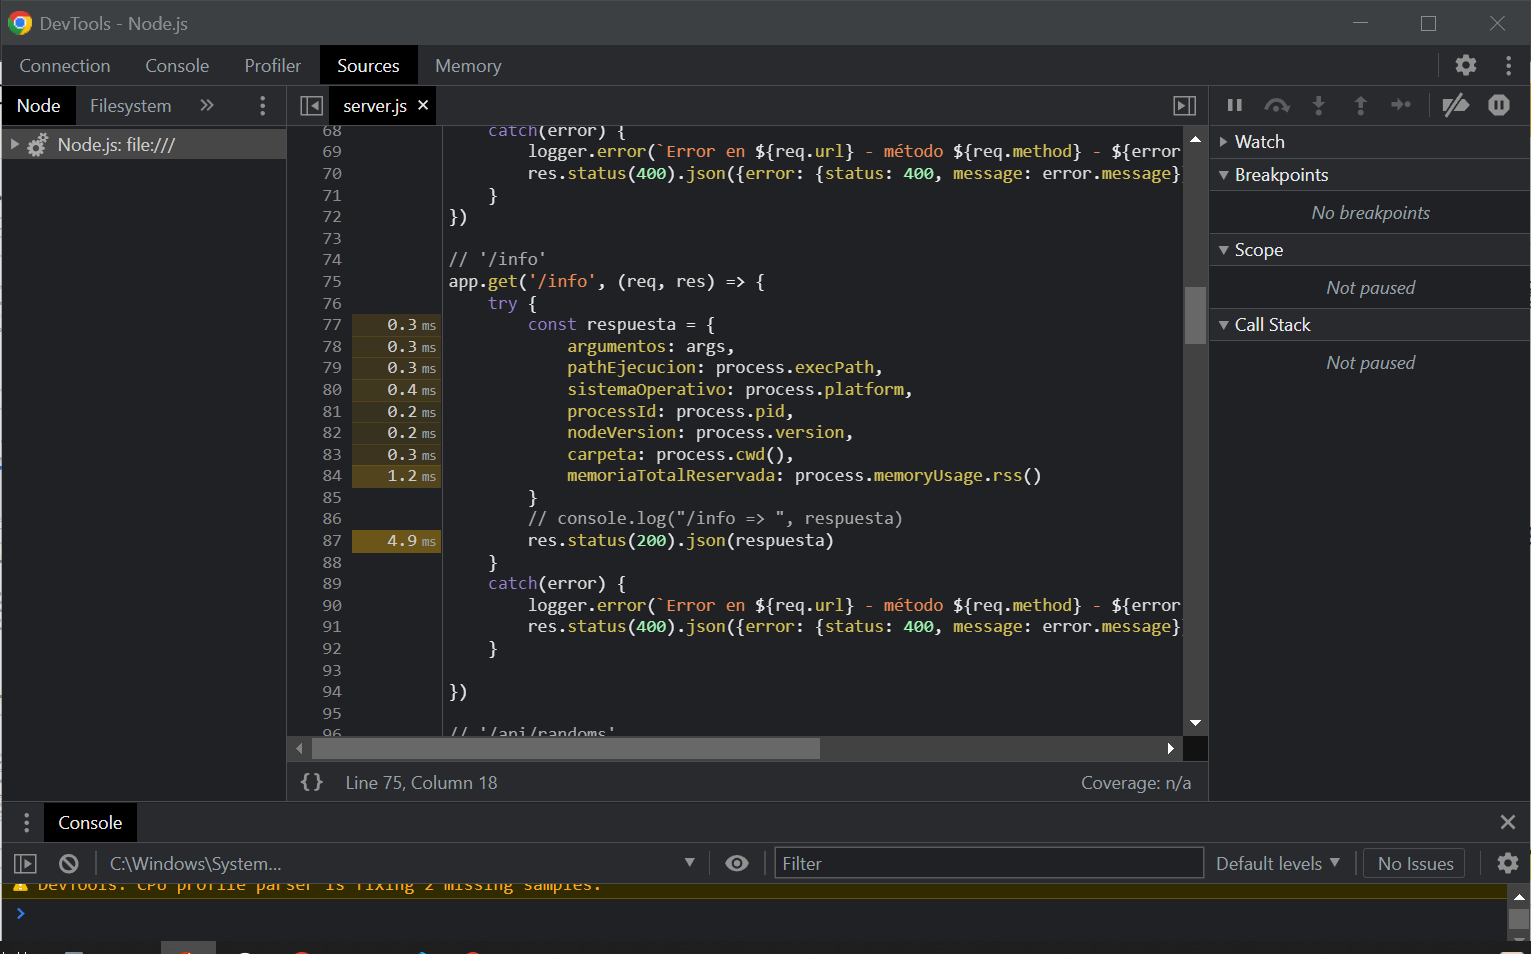 DevTools - Node.js
Connection Console Profiler Sources Memory
Node Filesystem » server.js ×
Node.js: file:///
68 catch(error) {
69 logger.error(`Error en ${req.url} - método ${req.method} - ${error
70 res.status(400).json({error: {status: 400, message: error.message}
71 }
72 })
73
74 // '/info'
75 app.get('/info', (req, res) => {
76 try {
77 0.3 ms const respuesta = {
78 0.3 ms argumentos: args,
79 0.3 ms pathEjecucion: process.execPath,
80 0.4 ms sistemaOperativo: process.platform,
81 0.2 ms processId: process.pid,
82 0.2 ms nodeVersion: process.version,
83 0.3 ms carpeta: process.cwd(),
84 1.2 ms memoriaTotalReservada: process.memoryUsage.rss()
85 }
86 // console.log("/info => ", respuesta)
87 4.9 ms res.status(200).json(respuesta)
88 }
89 catch(error) {
90 logger.error(`Error en ${req.url} - método ${req.method} - ${error
91 res.status(400).json({error: {status: 400, message: error.message}
92 }
93
94 })
95
96 // '/api/randoms'
{} Line 75, Column 18 Coverage: n/a
Watch
Breakpoints
No breakpoints
Scope
Not paused
Call Stack
Not paused
Console
C:\Windows\System... Filter Default levels No Issues
DevTools: CPU profile parser is fixing 2 missing samples.
>